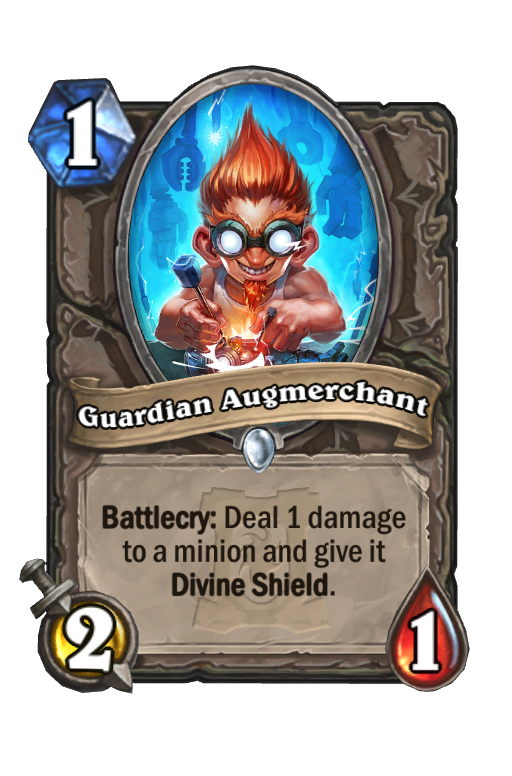 1
Guardian Augmerchant
Battlecry: Deal 1 damage
to a minion and give it
Divine Shield.
2
1